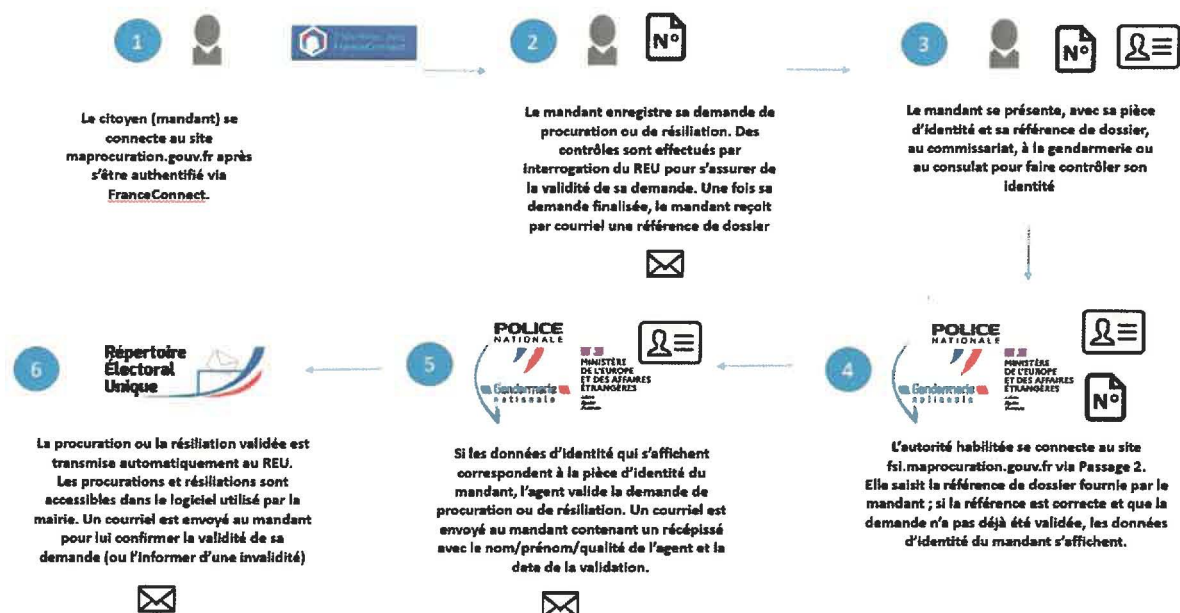 1
2
N°
3
N°
Le citoyen (mandant) se
connecte au site
maprocuration.gouv.fr après
s'être authentifié via
FranceConnect.
Le mandant enregistre sa demande de
procuration ou de résiliation. Des
contrôles sont effectués par
interrogation du REU pour s'assurer de
la validité de sa demande. Une fois sa
demande finalisée, le mandant reçoit
par courriel une référence de dossier
Le mandant se présente, avec sa pièce
d'identité et sa référence de dossier,
au commissariat, à la gendarmerie ou
au consulat pour faire contrôler son
identité
6
Répertoire
Électoral
Unique
5
POLICE
NATIONALE
Gendarmerie
nationale
MINISTÈRE
DE L'EUROPE
ET DES AFFAIRES
ÉTRANGÈRES
4
POLICE
NATIONALE
Gendarmerie
nationale
MINISTÈRE
DE L'EUROPE
ET DES AFFAIRES
ÉTRANGÈRES
N°
La procuration ou la résiliation validée est
transmise automatiquement au REU.
Les procurations et résiliations sont
accessibles dans le logiciel utilisé par la
mairie. Un courriel est envoyé au mandant
pour lui confirmer la validité de sa
demande (ou l'informer d'une invalidité)
Si les données d'identité qui s'affichent
correspondent à la pièce d'identité du
mandant, l'agent valide la demande de
procuration ou de résiliation. Un courriel est
envoyé au mandant contenant un récépissé
avec le nom/prénom/qualité de l'agent et la
date de la validation.
L'autorité habilitée se connecte au site
fsi.maprocuration.gouv.fr via Passage 2.
Elle saisit la référence de dossier fournie par le
mandant ; si la référence est correcte et que la
demande n'a pas déjà été validée, les données
d'identité du mandant s'affichent.